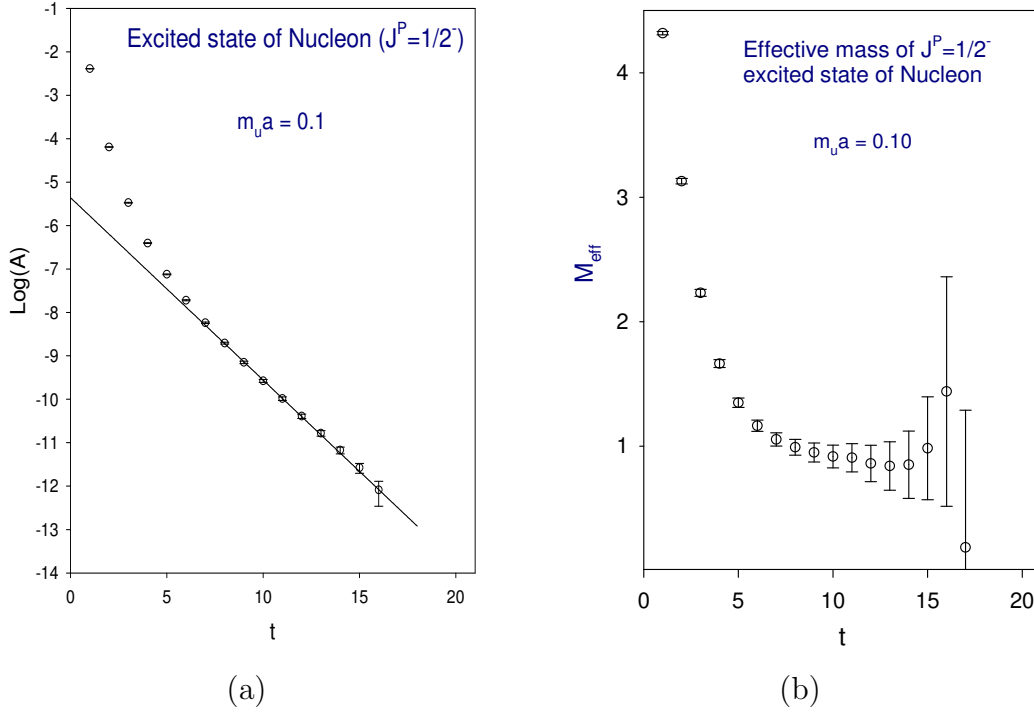 -1
-2
-3
-4
-5
-6
-7
-8
-9
-10
-11
-12
-13
-14
Log(A)
Excited state of Nucleon (J^P=1/2^-)
m_u a = 0.1
0 5 10 15 20
t
(a)
4
3
2
1
M_eff
Effective mass of J^P=1/2^-
excited state of Nucleon
m_u a = 0.10
0 5 10 15 20
t
(b)